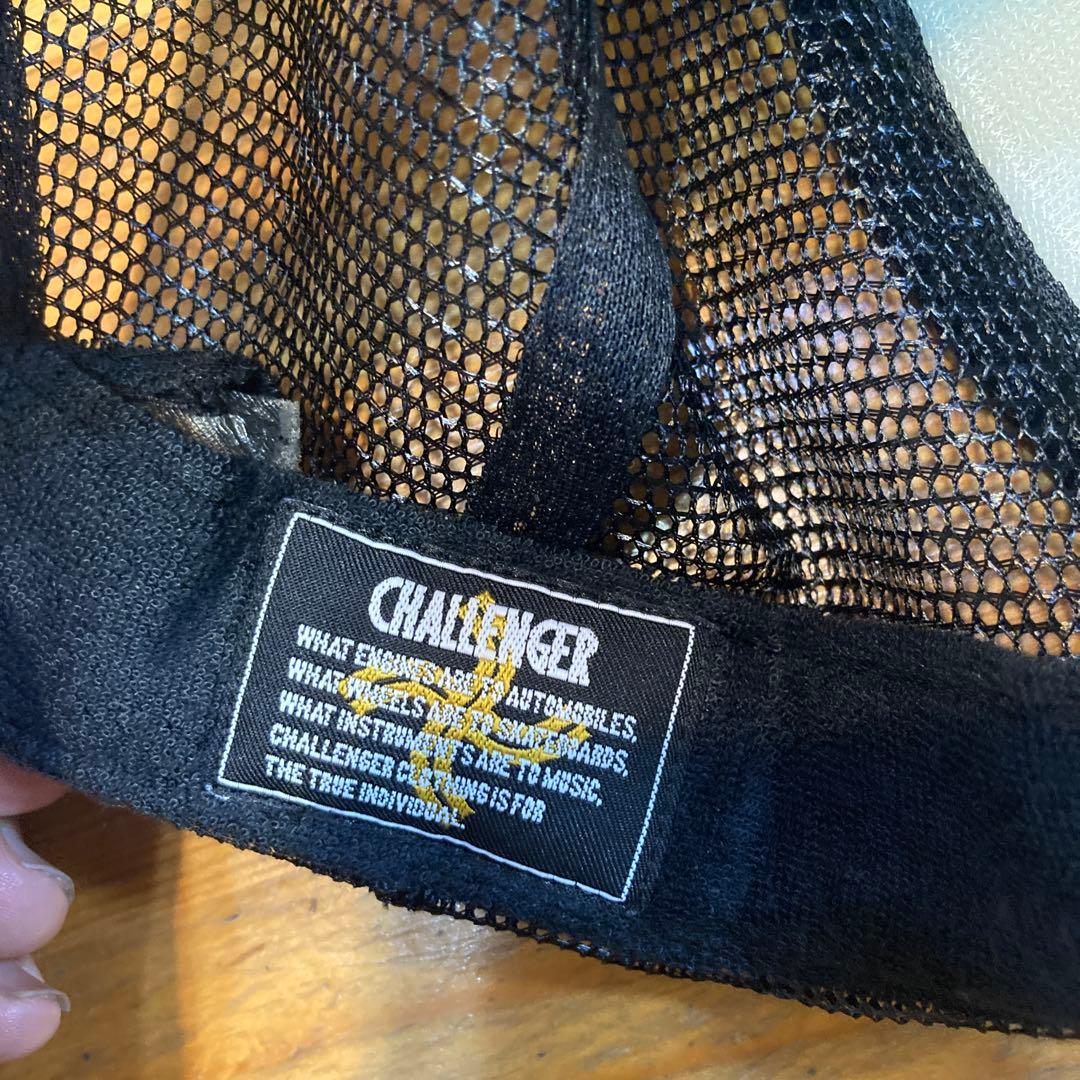 CHALLENGER
WHAT ENGINES ARE TO AUTOMOBILES,
WHAT WHEELS ARE TO SKATEBOARDS,
WHAT INSTRUMENTS ARE TO MUSIC,
CHALLENGER CLOTHING IS FOR
THE TRUE INDIVIDUAL.